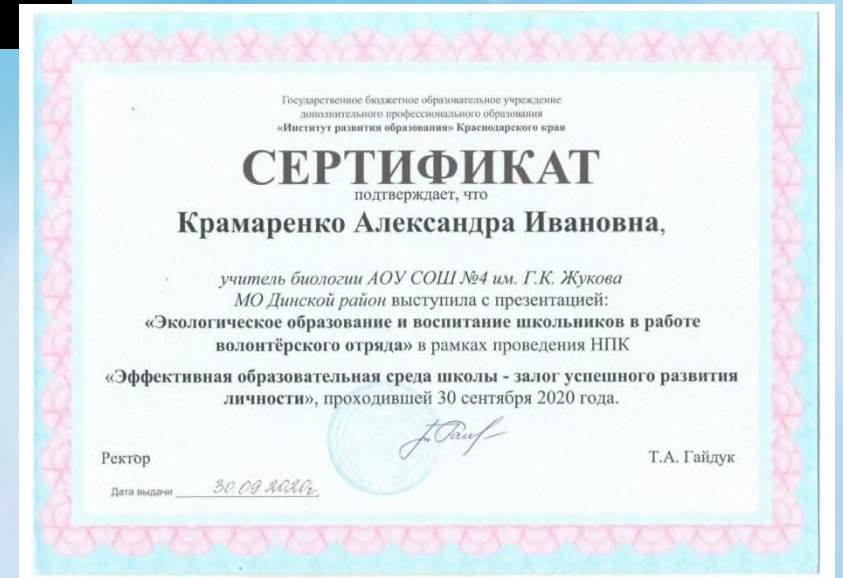 Государственное бюджетное образовательное учреждение
дополнительного профессионального образования
«Институт развития образования» Краснодарского края
СЕРТИФИКАТ
подтверждает, что
Крамаренко Александра Ивановна,
учитель биологии АОУ СОШ №4 им. Г.К. Жукова
МО Динской район выступила с презентацией:
«Экологическое образование и воспитание школьников в работе
волонтёрского отряда» в рамках проведения НПК
«Эффективная образовательная среда школы - залог успешного развития
личности», проходившей 30 сентября 2020 года.
Ректор Т.А. Гайдук
Дата выдачи 30.09.2020г.